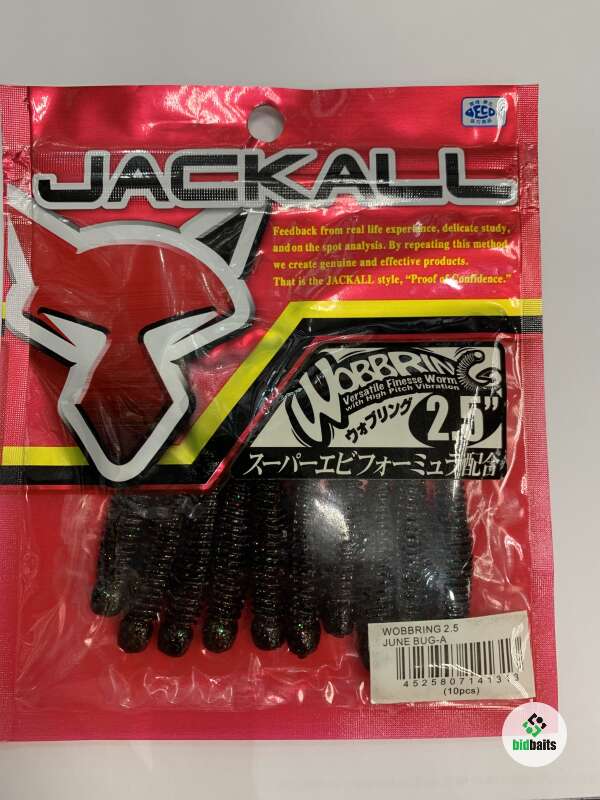 DECO
JACKALL
Feedback from real life experience, delicate study,
and on the spot analysis. By repeating this method
we create genuine and effective products.
That is the JACKALL style, "Proof of Confidence."
WOBBRING
Versatile Finesse Worm
with High Pitch Vibration
ウォブリング
2.5"
スーパーエビフォーミュラ配合
WOBBRING 2.5
JUNE BUG-A
(10pcs)
bidbaits